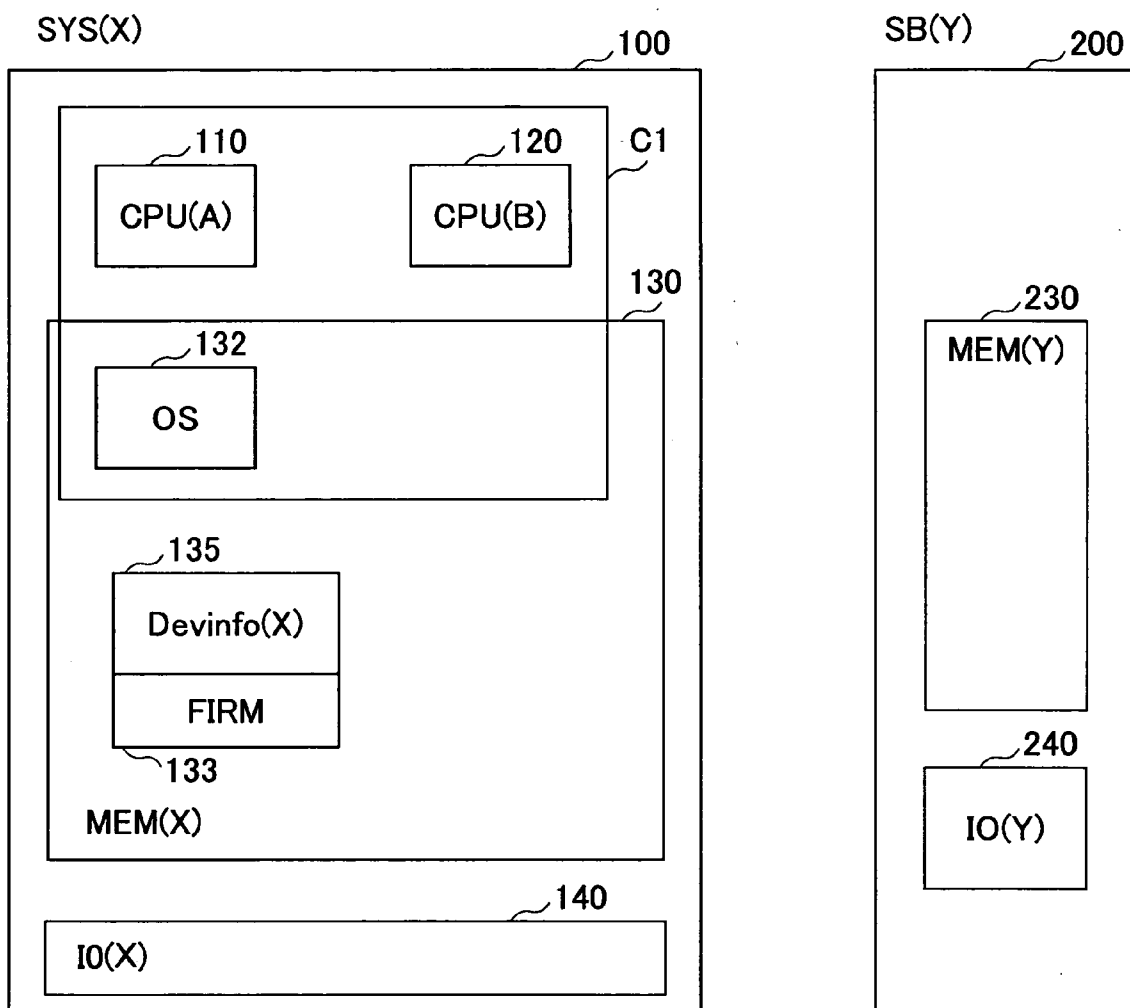 SYS(X)
100
110
CPU(A)
120
CPU(B)
C1
130
132
OS
135
Devinfo(X)
FIRM
133
MEM(X)
140
IO(X)
SB(Y)
200
230
MEM(Y)
240
IO(Y)